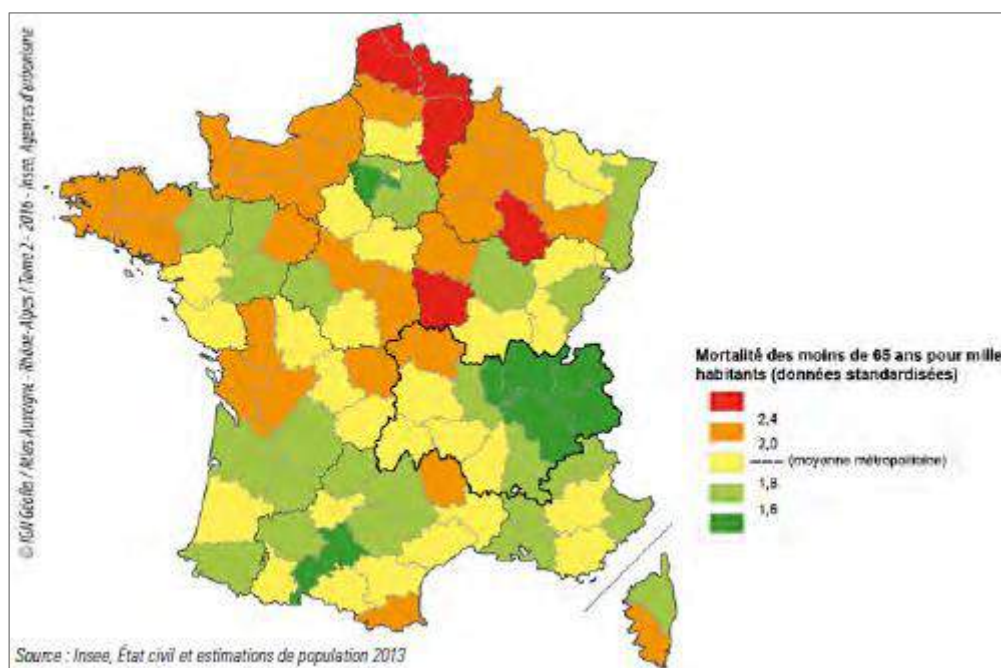 © IGN Géofla / Atlas Auvergne - Rhône-Alpes / Tome 2 - 2016 - Insee, Agences d'urbanisme
Mortalité des moins de 65 ans pour mille
habitants (données standardisées)
2,4
2,0
(moyenne métropolitaine)
1,8
1,6
Source : Insee, État civil et estimations de population 2013